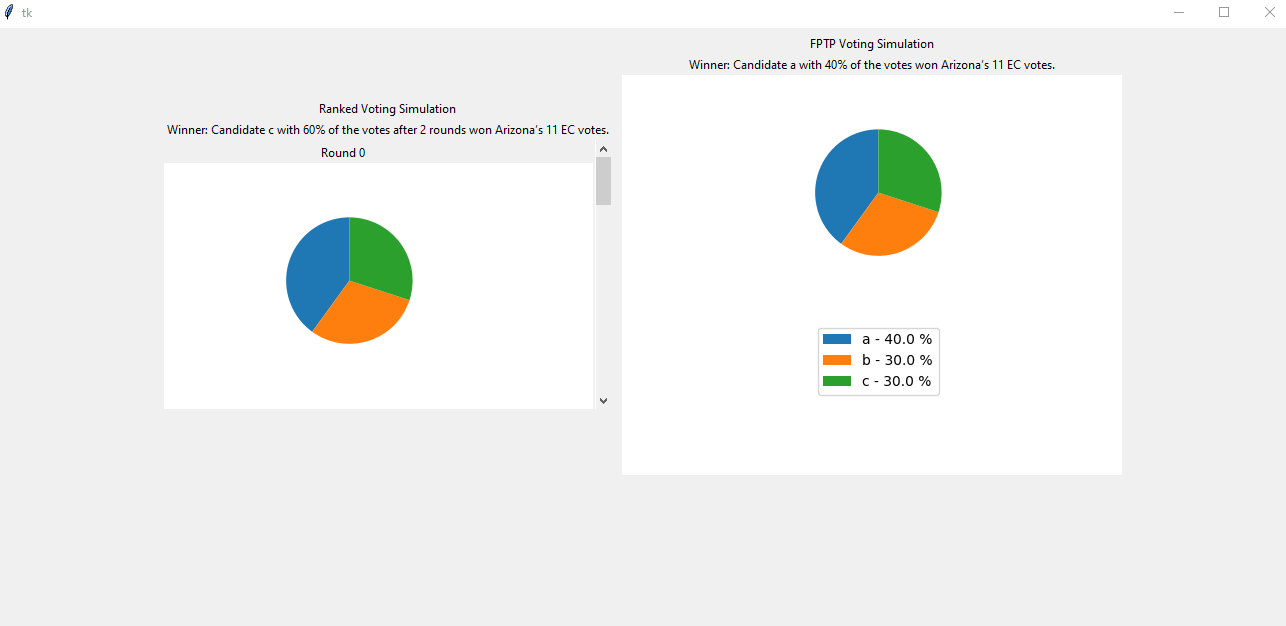 tk
Ranked Voting Simulation
Winner: Candidate c with 60% of the votes after 2 rounds won Arizona's 11 EC votes.
Round 0
FPTP Voting Simulation
Winner: Candidate a with 40% of the votes won Arizona's 11 EC votes.
a - 40.0 %
b - 30.0 %
c - 30.0 %